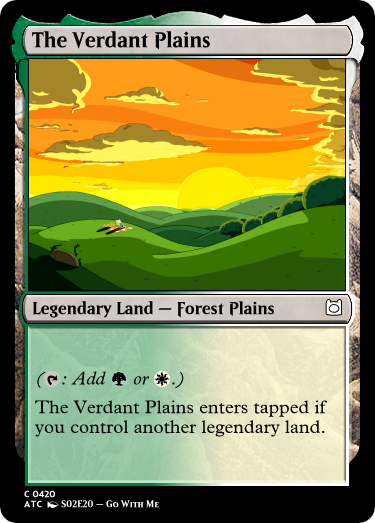 The Verdant Plains
Legendary Land — Forest Plains
(: Add or .)
The Verdant Plains enters tapped if
you control another legendary land.
C 0420
ATC S02E20 – Go With Me